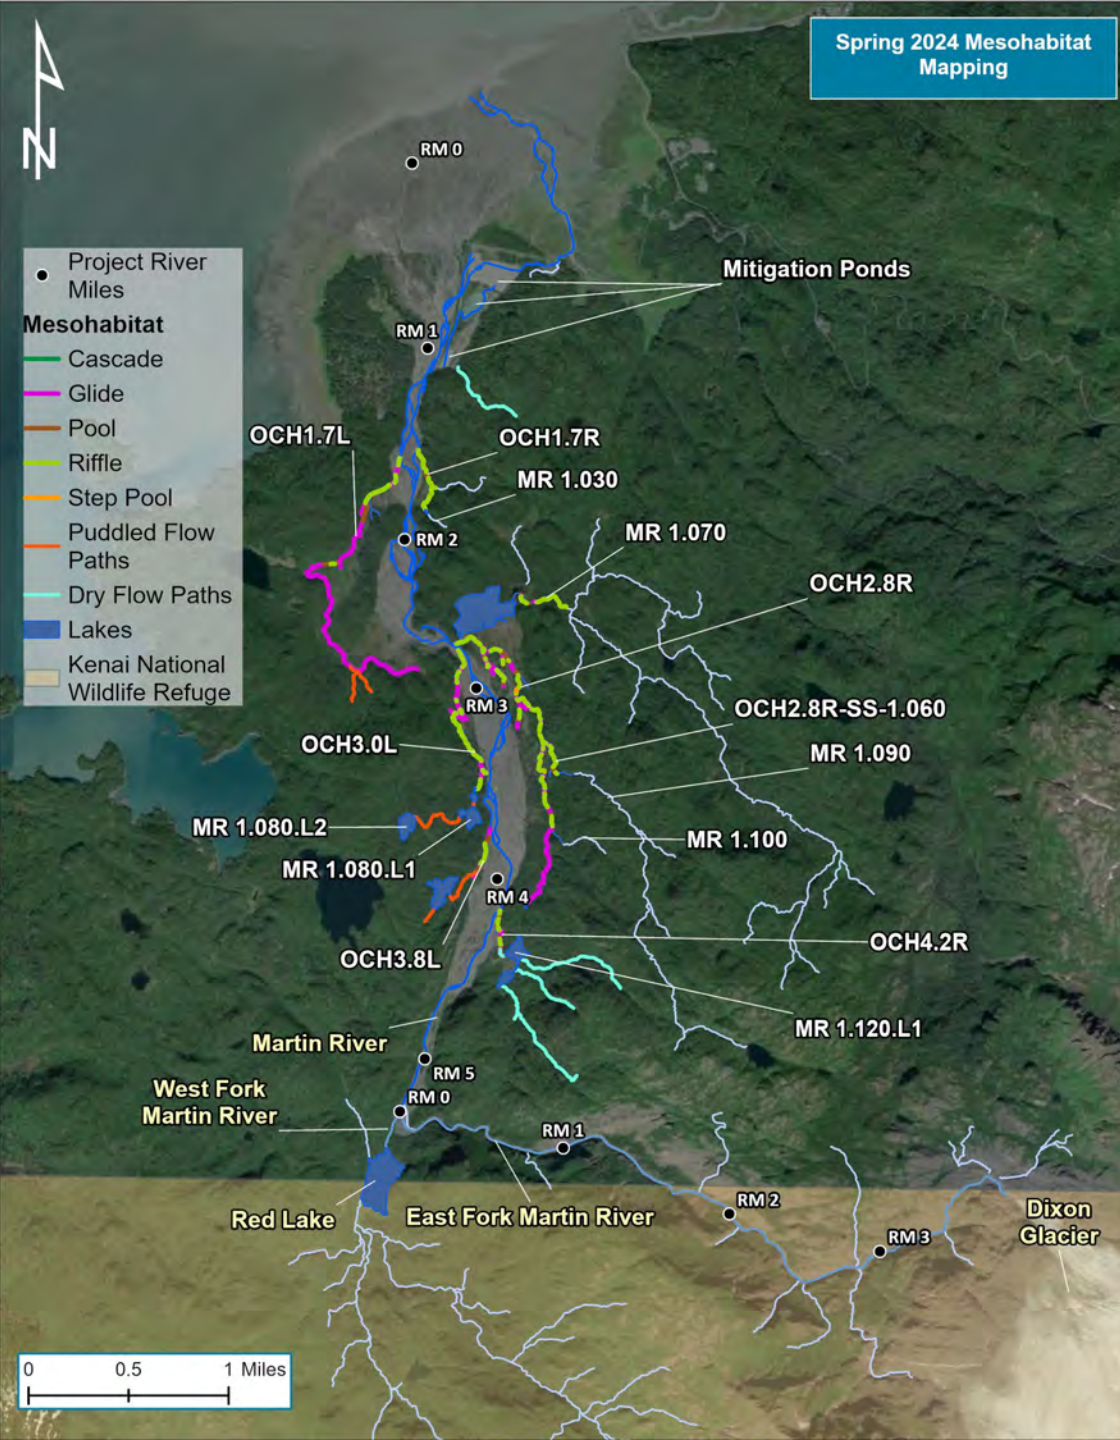 Spring 2024 Mesohabitat
Mapping
N
RM 0
Project River
Miles
Mesohabitat
Cascade
Glide
Pool
Riffle
Step Pool
Puddled Flow
Paths
Dry Flow Paths
Lakes
Kenai National
Wildlife Refuge
Mitigation Ponds
RM 1
OCH1.7L
OCH1.7R
MR 1.030
RM 2
MR 1.070
OCH2.8R
RM 3
OCH2.8R-SS-1.060
OCH3.0L
MR 1.090
MR 1.080.L2
MR 1.100
MR 1.080.L1
RM 4
OCH3.8L
OCH4.2R
MR 1.120.L1
Martin River
RM 5
West Fork
Martin River
RM 0
RM 1
Red Lake
East Fork Martin River
RM 2
RM 3
Dixon
Glacier
0 0.5 1 Miles